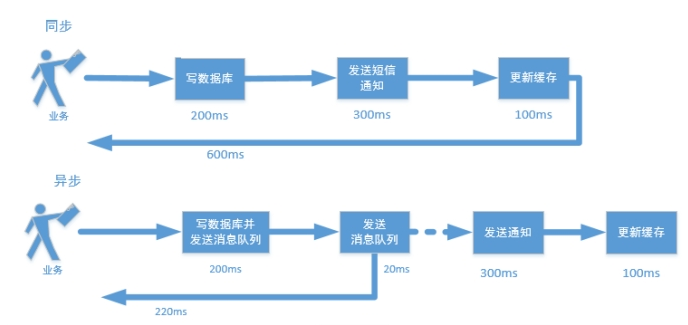 同步
业务
写数据库
发送短信
通知
更新缓存
200ms
300ms
100ms
600ms
异步
业务
写数据库并
发送消息队列
发送
消息队列
发送通知
更新缓存
200ms
20ms
300ms
100ms
220ms